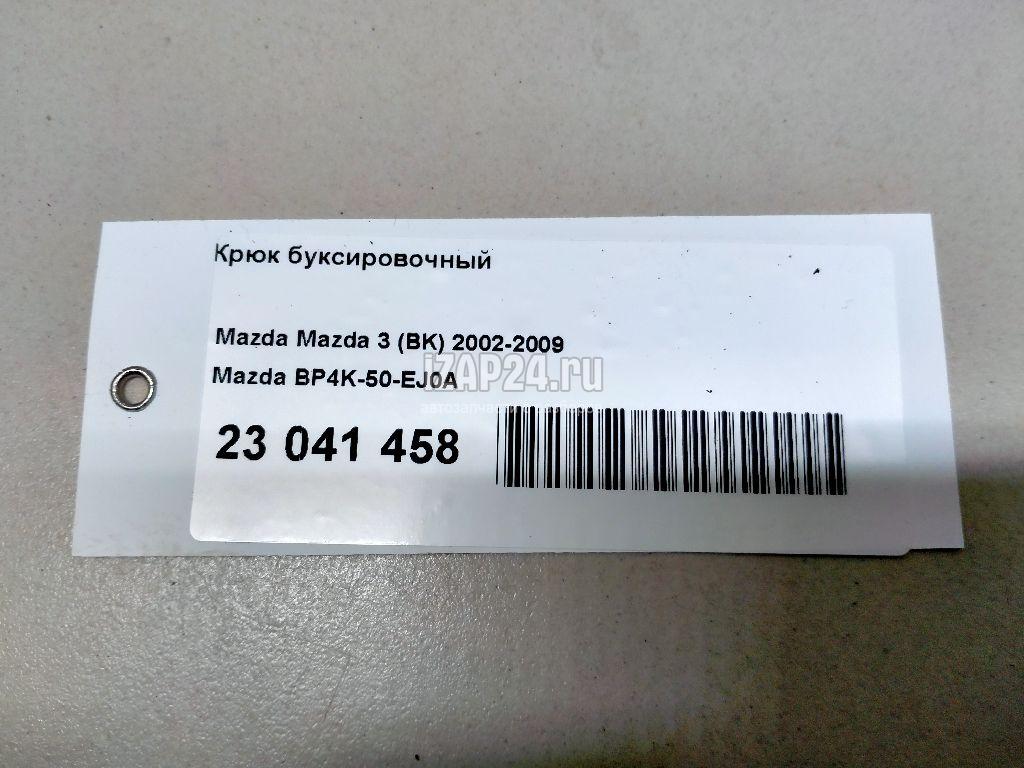 Крюк буксировочный
Mazda Mazda 3 (BK) 2002-2009
iZAP24.ru
Mazda BP4K-50-EJ0A
23 041 458